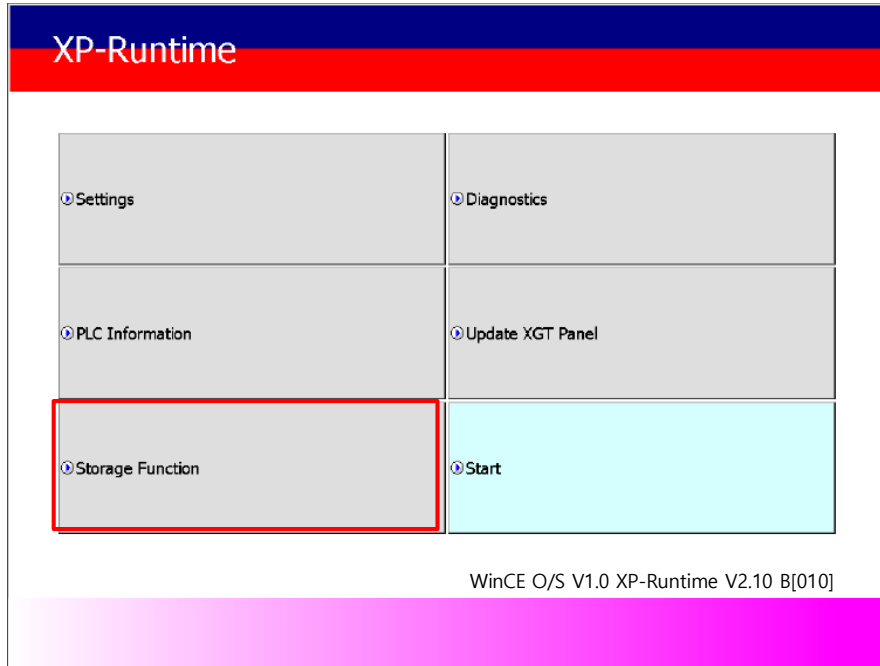 XP-Runtime
Settings
Diagnostics
PLC Information
Update XGT Panel
Storage Function
Start
WinCE O/S V1.0 XP-Runtime V2.10 B[010]